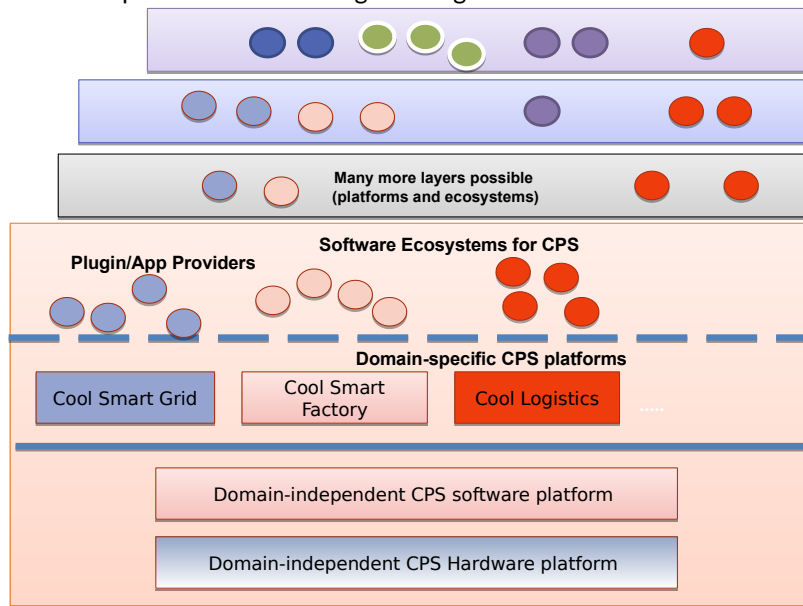 Many more layers possible
(platforms and ecosystems)
Software Ecosystems for CPS
Plugin/App Providers
Domain-specific CPS platforms
Cool Smart Grid
Cool Smart
Factory
Cool Logistics
.....
Domain-independent CPS software platform
Domain-independent CPS Hardware platform